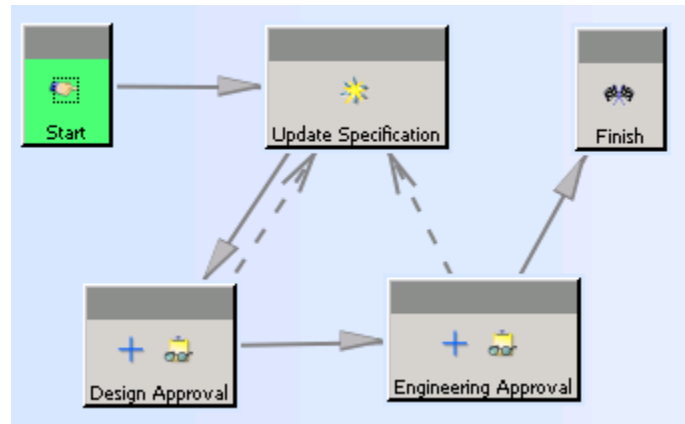 Start
Update Specification
Finish
Design Approval
Engineering Approval